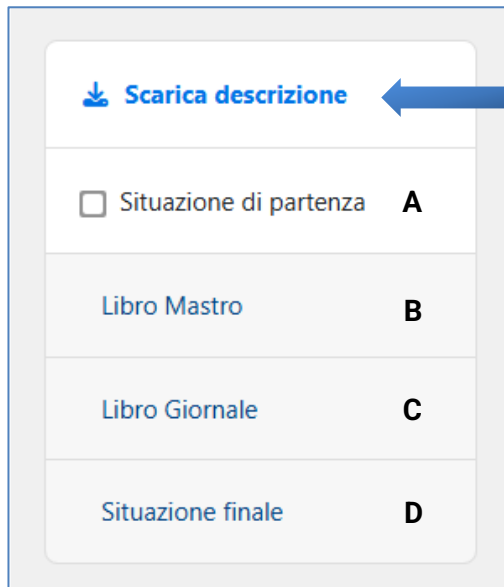 Scarica descrizione
Situazione di partenza A
Libro Mastro B
Libro Giornale C
Situazione finale D